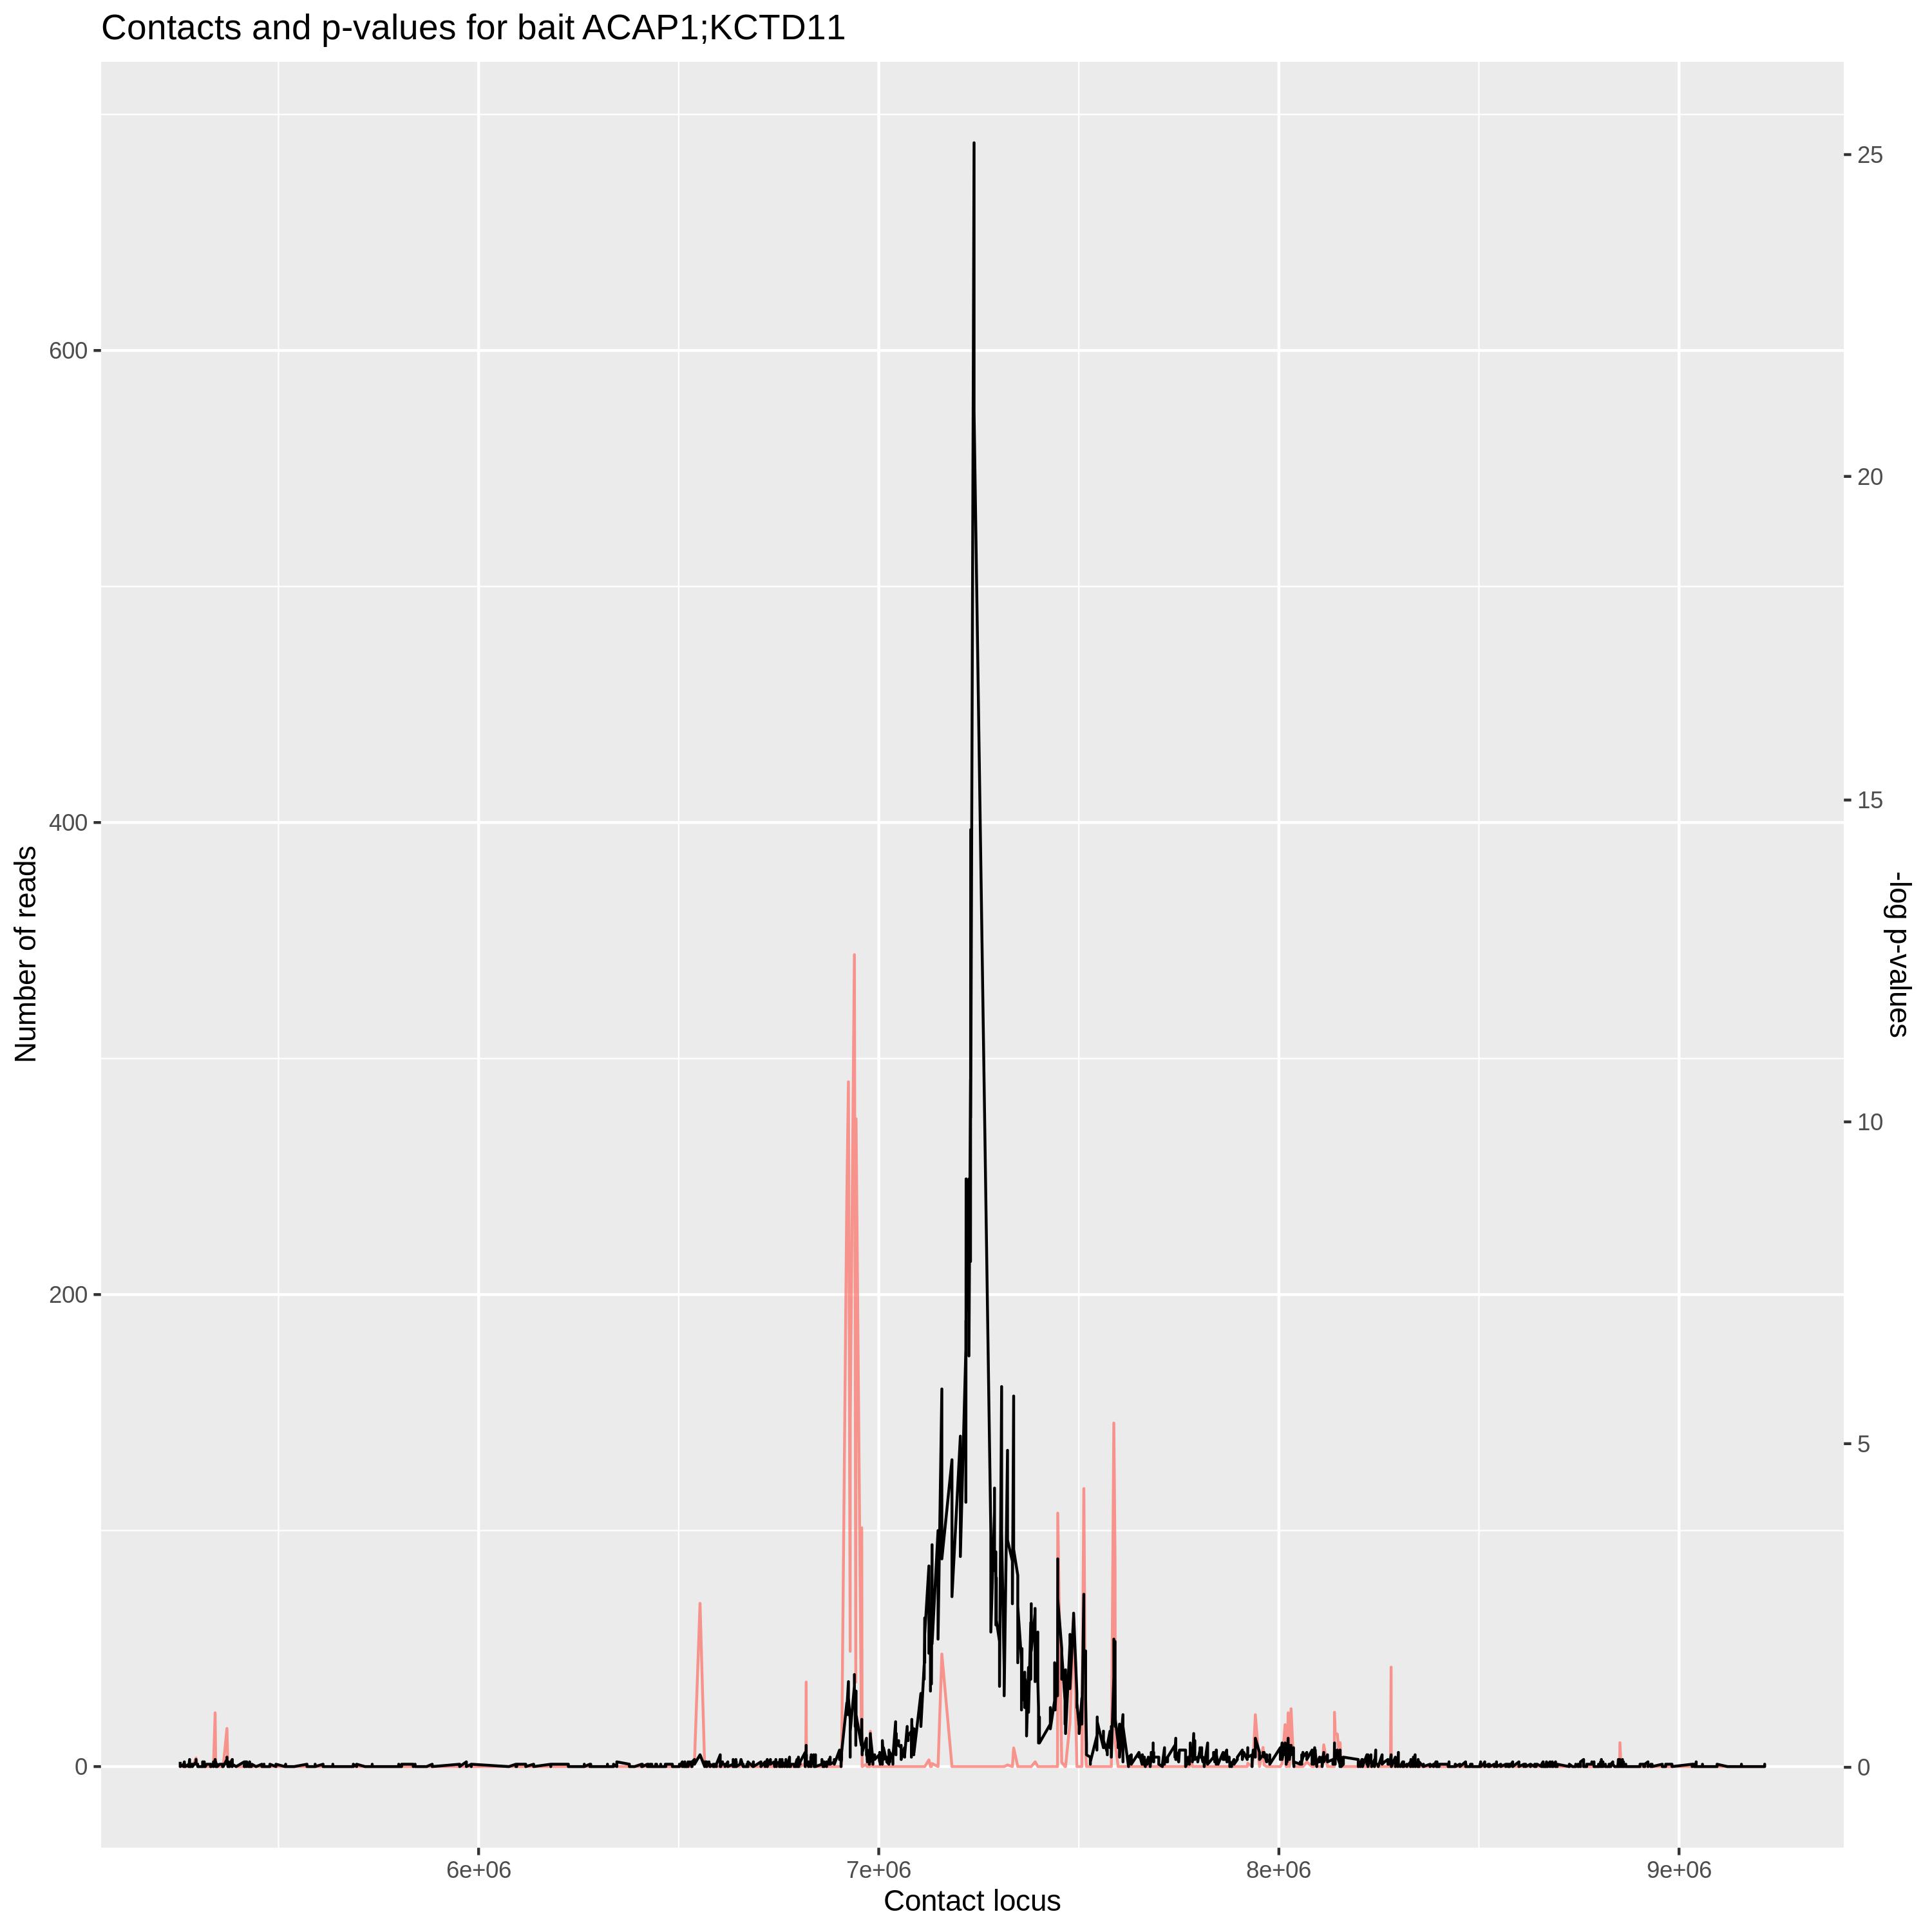 Contacts and p-values for bait ACAP1;KCTD11
Number of reads
600
400
200
0
25
20
15
10
5
0
-log p-values
6e+06
7e+06
8e+06
9e+06
Contact locus